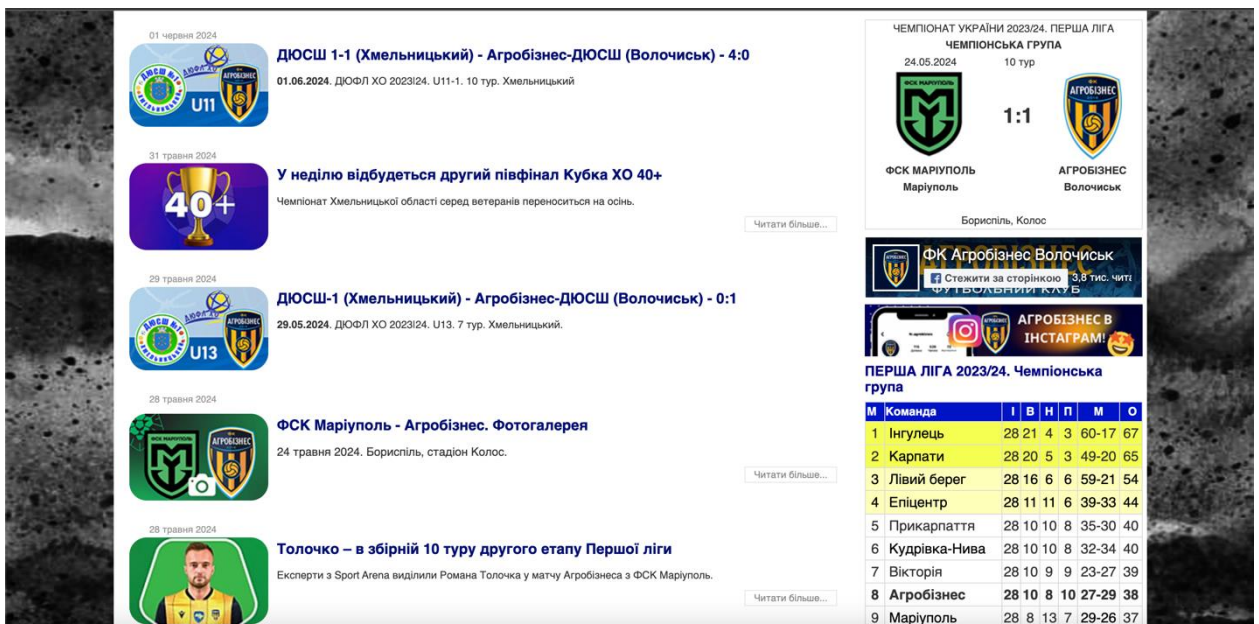 01 червня 2024
ДЮСШ 1-1 (Хмельницький) - Агробізнес-ДЮСШ (Волочиськ) - 4:0
01.06.2024. ДЮФЛ ХО 2023І24. U11-1. 10 тур. Хмельницький
U11
31 травня 2024
У неділю відбудеться другий півфінал Кубка ХО 40+
Чемпіонат Хмельницької області серед ветеранів переноситься на осінь.
40+
Читати більше...
29 травня 2024
ДЮСШ-1 (Хмельницький) - Агробізнес-ДЮСШ (Волочиськ) - 0:1
29.05.2024. ДЮФЛ ХО 2023І24. U13. 7 тур. Хмельницький.
U13
28 травня 2024
ФСК Маріуполь - Агробізнес. Фотогалерея
24 травня 2024. Бориспіль, стадіон Колос.
Читати більше...
28 травня 2024
Толочко – в збірній 10 туру другого етапу Першої ліги
Експерти з Sport Arena виділили Романа Толочка у матчу Агробізнеса з ФСК Маріуполь.
Читати більше...
ЧЕМПІОНАТ УКРАЇНИ 2023/24. ПЕРША ЛІГА
ЧЕМПІОНСЬКА ГРУПА
24.05.2024 10 тур
ФСК МАРІУПОЛЬ
АГРОБІЗНЕС
1:1
ФСК МАРІУПОЛЬ АГРОБІЗНЕС
Маріуполь Волочиськ
Бориспіль, Колос
ФК Агробізнес Волочиськ
Стежити за сторінкою 3,8 тис. чита
ФУТБОЛЬНИЙ КЛУБ
АГРОБІЗНЕС В
ІНСТАГРАМ!
ПЕРША ЛІГА 2023/24. Чемпіонська
група
М Команда І В Н П М О
1 Інгулець 28 21 4 3 60-17 67
2 Карпати 28 20 5 3 49-20 65
3 Лівий берег 28 16 6 6 59-21 54
4 Епіцентр 28 11 11 6 39-33 44
5 Прикарпаття 28 10 10 8 35-30 40
6 Кудрівка-Нива 28 10 10 8 32-34 40
7 Вікторія 28 10 9 9 23-27 39
8 Агробізнес 28 10 8 10 27-29 38
9 Маріуполь 28 8 13 7 29-26 37